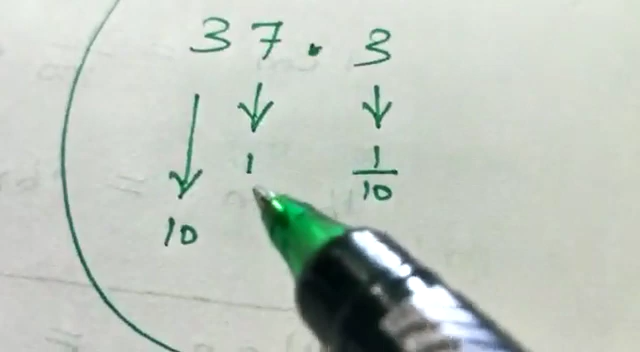 37.3
↓ ↓ ↓
1 1/10
10